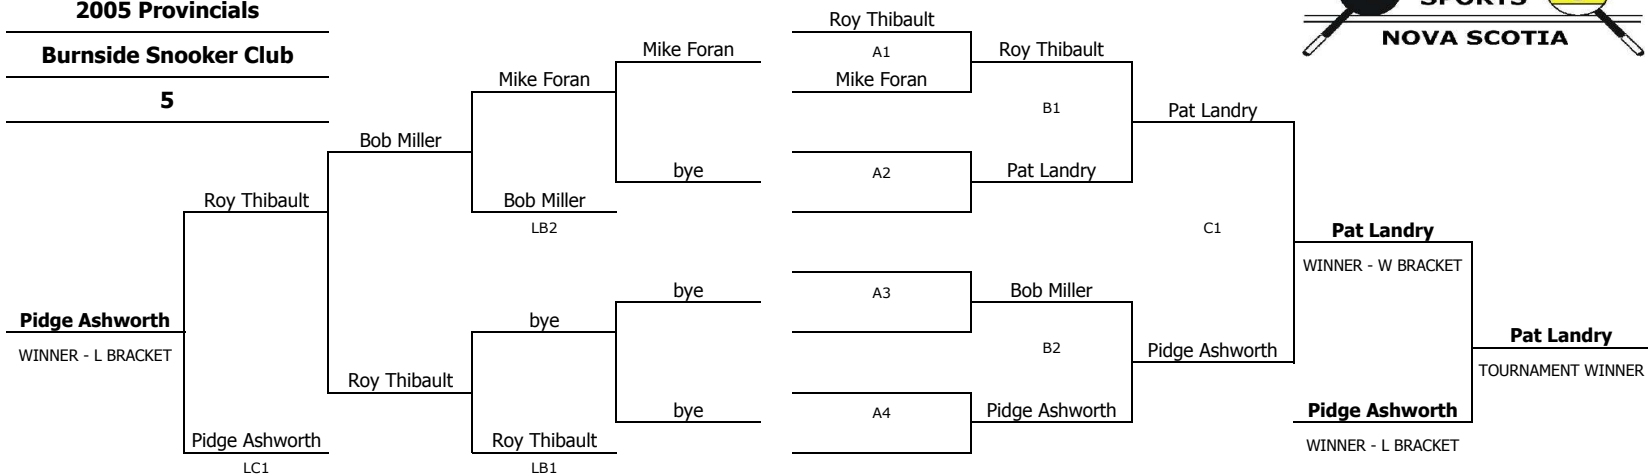 2005 Provincials
Burnside Snooker Club
5
SPORTS
NOVA SCOTIA
Roy Thibault
A1
Mike Foran
Roy Thibault
Mike Foran
Mike Foran
B1
Pat Landry
Bob Miller
bye
A2
Pat Landry
Roy Thibault
Bob Miller
LB2
C1
Pat Landry
WINNER - W BRACKET
bye
A3
Bob Miller
Pidge Ashworth
WINNER - L BRACKET
bye
B2
Pidge Ashworth
Pat Landry
TOURNAMENT WINNER
Roy Thibault
bye
A4
Pidge Ashworth
Pidge Ashworth
WINNER - L BRACKET
Pidge Ashworth
LC1
Roy Thibault
LB1